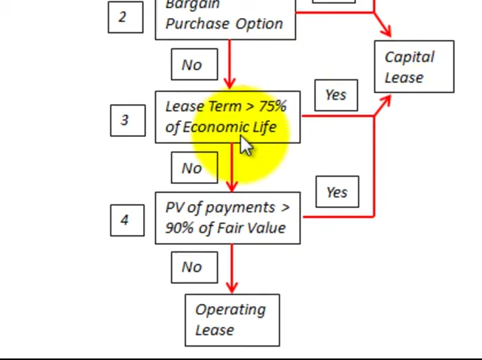 Bargain
2
Purchase Option
No
Capital
Lease
Yes
Lease Term > 75%
3
of Economic Life
No
Yes
PV of payments >
4
90% of Fair Value
No
Operating
Lease